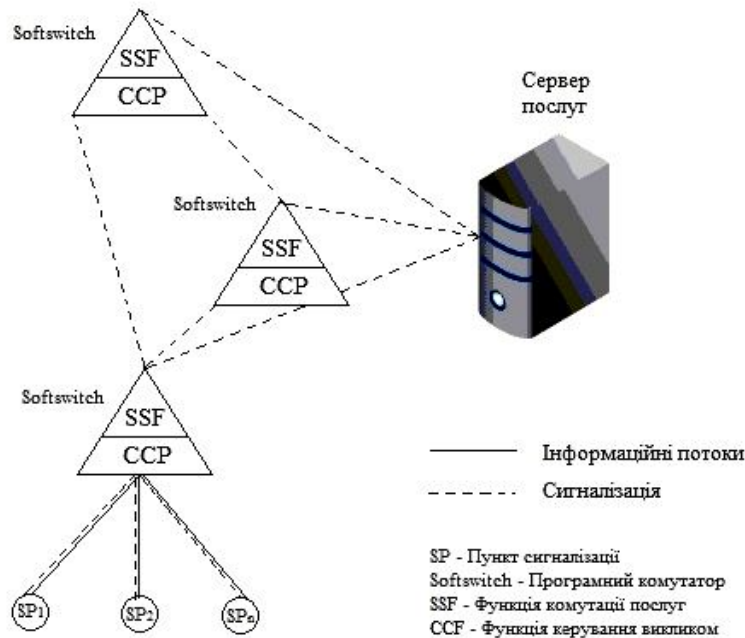 Softswitch
SSF
CCP
Сервер
послуг
Softswitch
SSF
CCP
Softswitch
SSF
CCP
SP1
SP2
SPn
Інформаційні потоки
Сигналізація
SP - Пункт сигналізації
Softswitch - Програмний комутатор
SSF - Функція комутації послуг
CCF - Функція керування викликом